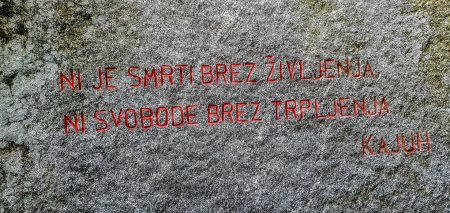 NI JE SMRTI BREZ ŽIVLJENJA,
NI SVOBODE BREZ TRPLJENJA
KAJUH